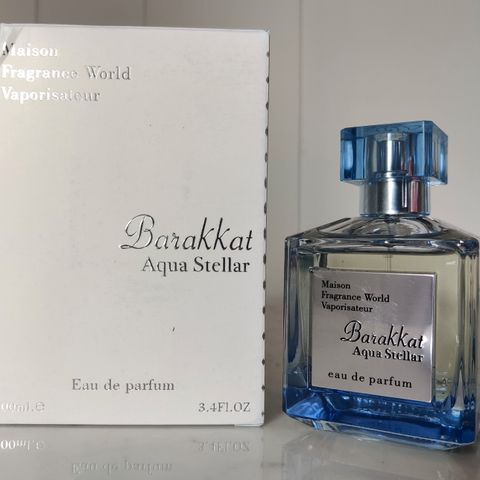 Maison
Fragrance World
Vaporisateur
Barakkat
Aqua Stellar
Eau de parfum
00ml.e
3.4FL.OZ
Maison
Fragrance World
Vaporisateur
Barakkat
Aqua Stellar
eau de parfum